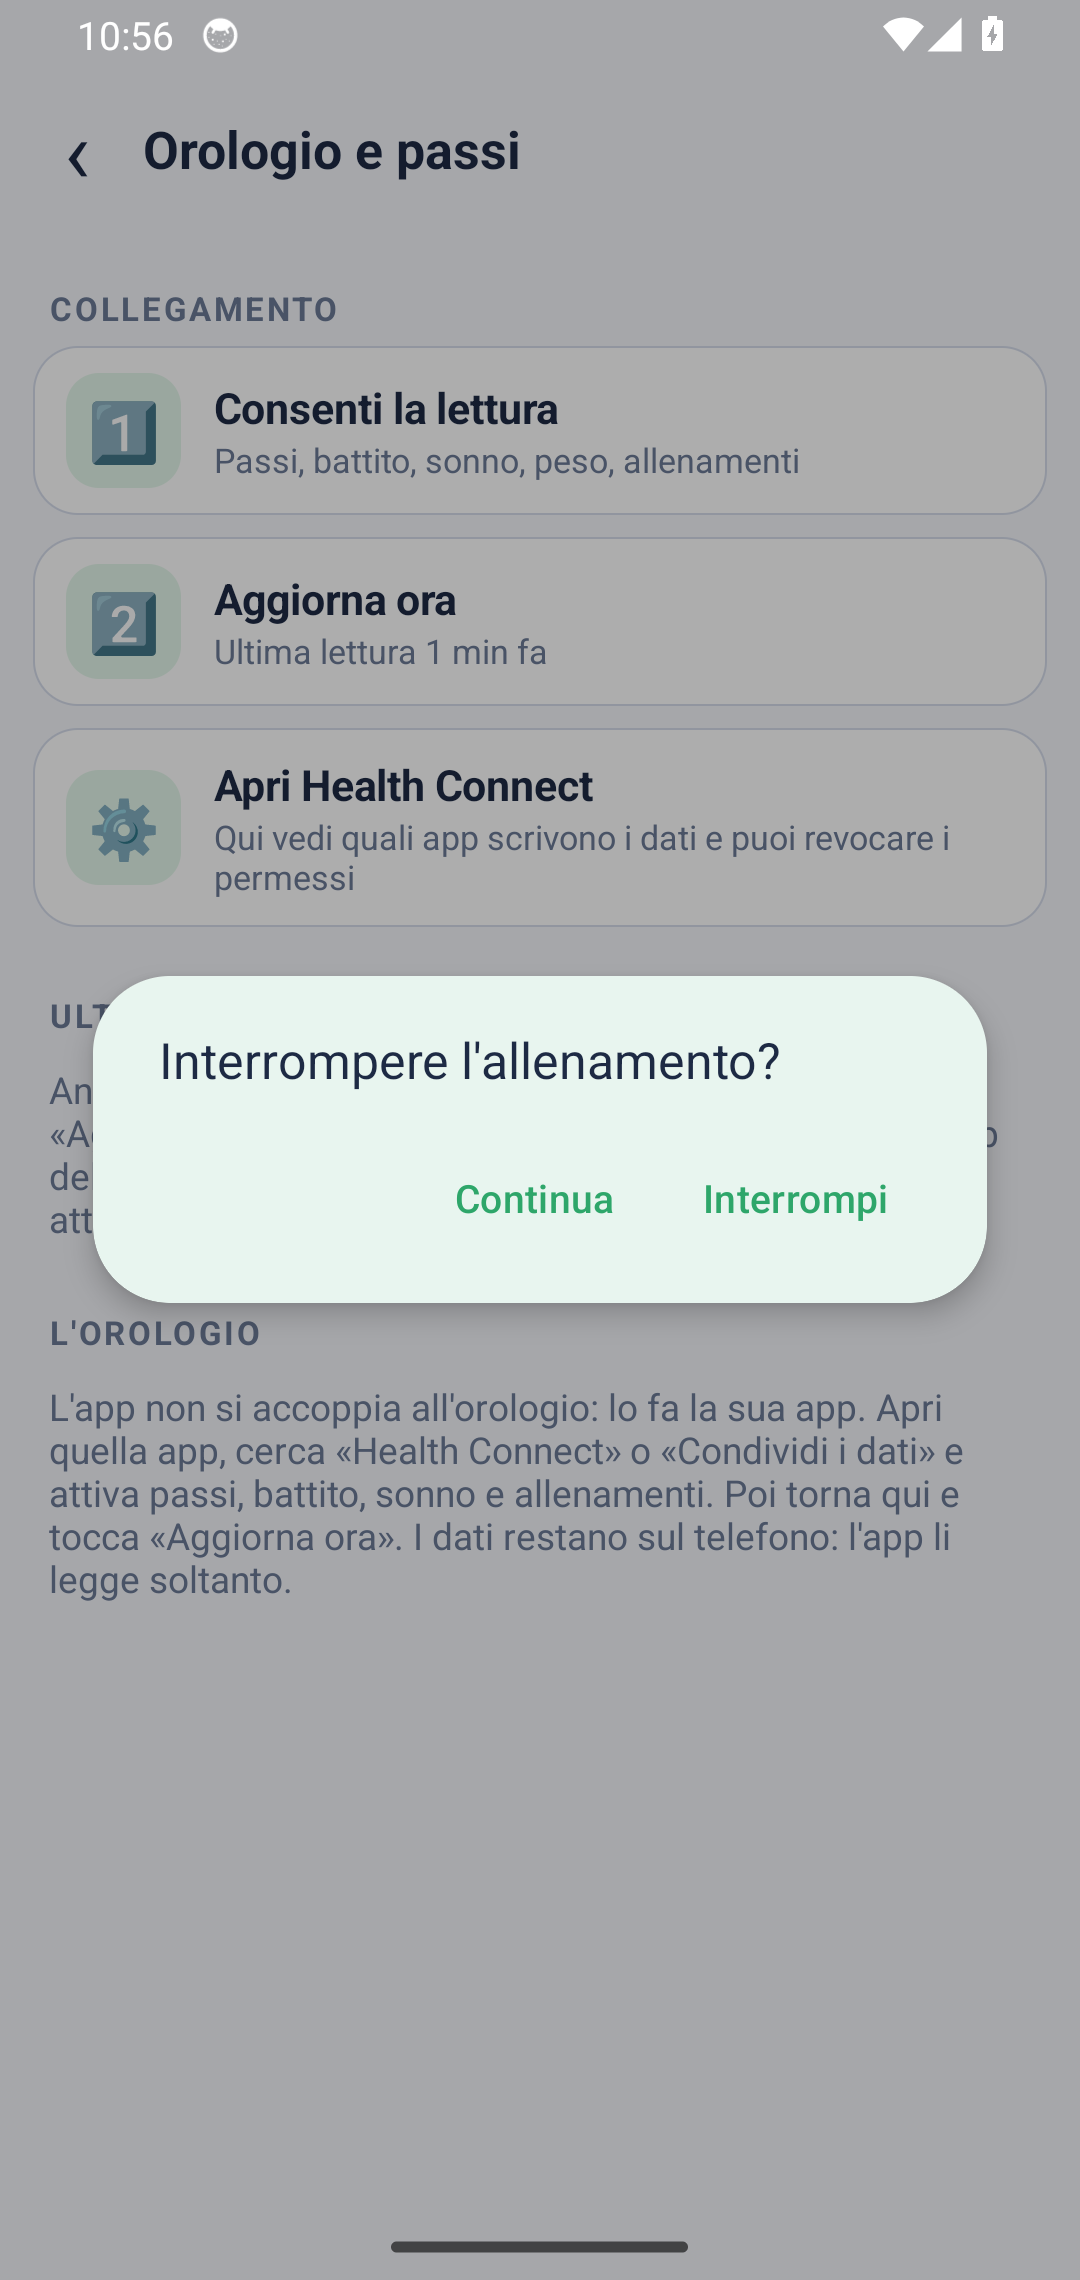 10:56
Orologio e passi
COLLEGAMENTO
1
Consenti la lettura
Passi, battito, sonno, peso, allenamenti
2
Aggiorna ora
Ultima lettura 1 min fa
Apri Health Connect
Qui vedi quali app scrivono i dati e puoi revocare i
permessi
Interrompere l'allenamento?
Continua Interrompi
L'OROLOGIO
L'app non si accoppia all'orologio: lo fa la sua app. Apri
quella app, cerca «Health Connect» o «Condividi i dati» e
attiva passi, battito, sonno e allenamenti. Poi torna qui e
tocca «Aggiorna ora». I dati restano sul telefono: l'app li
legge soltanto.